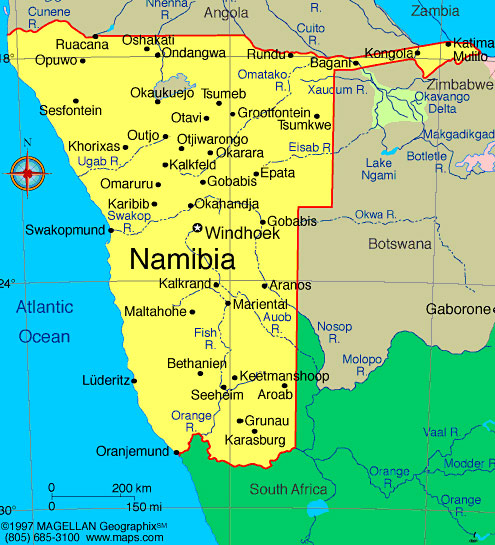 Cunene
R.
Nhenha
R.
Angola
Cuito
R.
Zambia
Ruacana
Oshakati
Ondangwa
Opuwo
Rundu
Bagani
Kongola
Katima
Mulilo
18°
Omatako
R.
Xaudum R.
Zimbabwe
Okavango
Delta
Sesfontein
Okaukuejo
Tsumeb
Otavi
Grootfontein
Tsumkwe
Makgadikgad
Outjo
Khorixas
Otjiwarongo
Okarara
Eisab R.
Botletle
R.
Lake
Ngami
N
Ugab R.
Kalkfeld
Gobabis
Epata
Omaruru
Karibib
Okahandja
Swakop
R.
Gobabis
Okwa R.
Swakopmund
Windhoek
Botswana
Namibia
24°
Kalkrand
Aranos
Atlantic
Ocean
Maltahohe
Mariental
Auob
R.
Gaborone
Nosop
R.
Fish
R.
Molopo
R.
Bethanien
Lüderitz
Keetmanshoop
Seeheim
Aroab
Orange
R.
Grunau
Karasburg
Vaal R.
Oranjemund
Modder R
Orange
R.
Orange
R.
South Africa
0
200 km
0
150 mi
30°
©1997 MAGELLAN Geographix℠
(805) 685-3100 www.maps.com